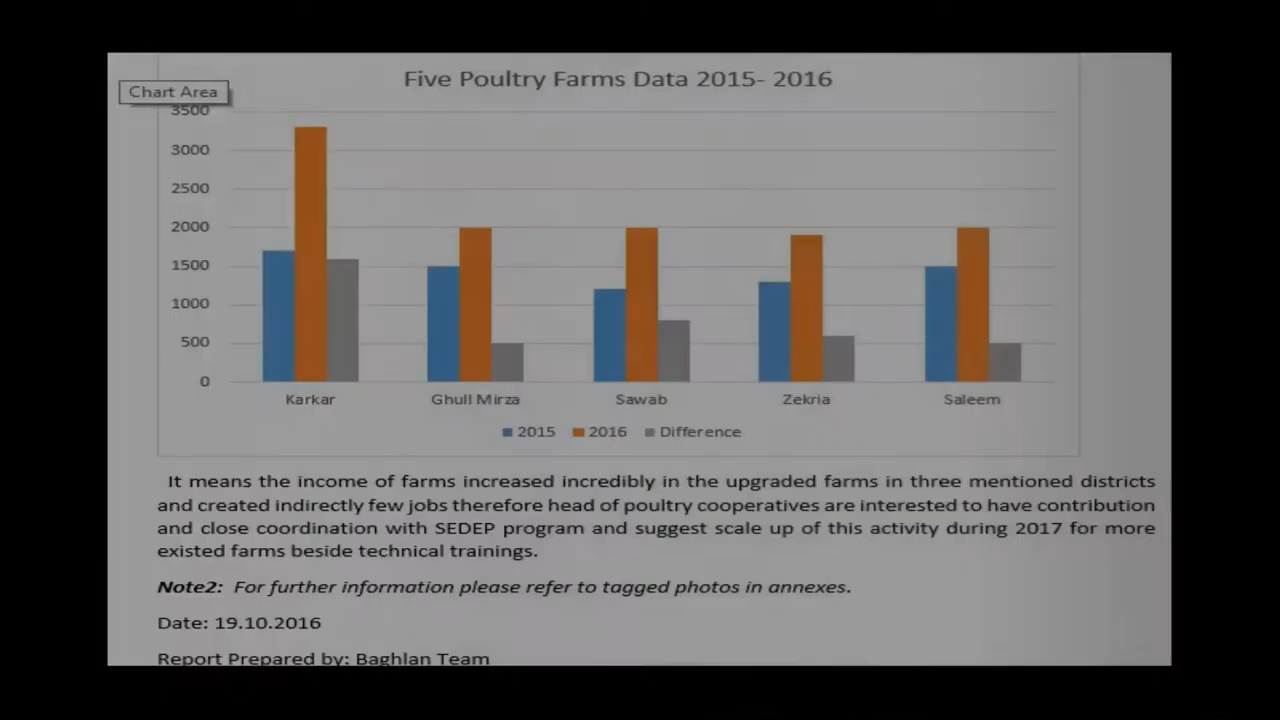 Five Poultry Farms Data 2015- 2016
Chart Area
3500
3000
2500
2000
1500
1000
500
0
Karkar Ghull Mirza Sawab Zekria Saleem
2015 2016 Difference
It means the income of farms increased incredibly in the upgraded farms in three mentioned districts
and created indirectly few jobs therefore head of poultry cooperatives are interested to have contribution
and close coordination with SEDEP program and suggest scale up of this activity during 2017 for more
existed farms beside technical trainings.
Note2: For further information please refer to tagged photos in annexes.
Date: 19.10.2016
Report Prepared by: Baghlan Team